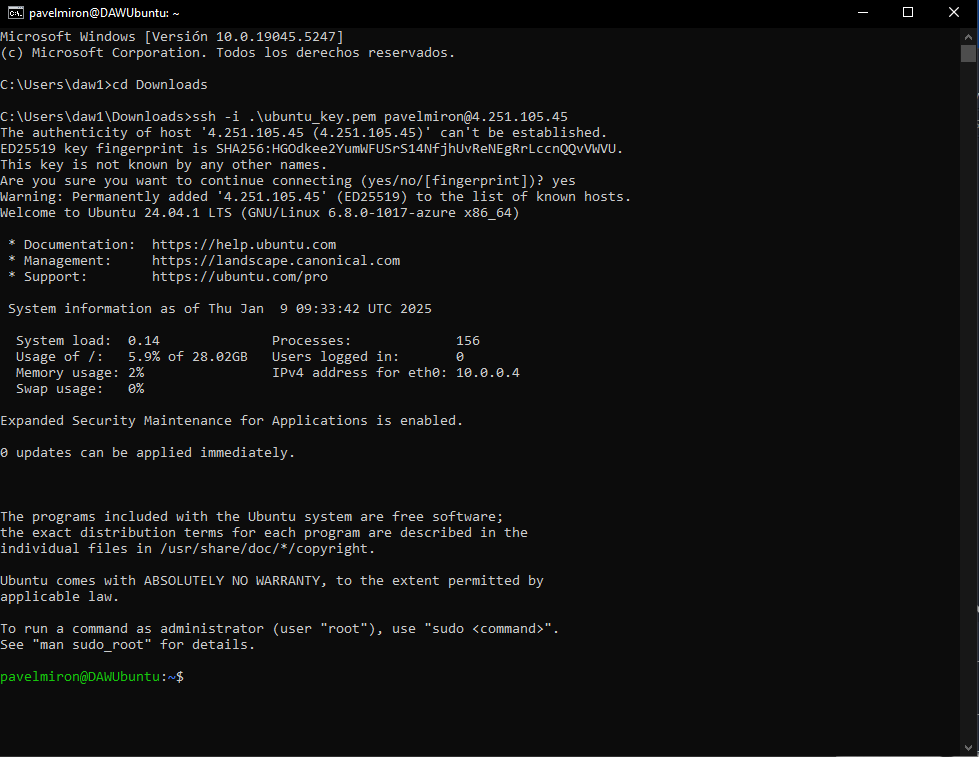 pavelmiron@DAWUbuntu: ~
Microsoft Windows [Versión 10.0.19045.5247]
(c) Microsoft Corporation. Todos los derechos reservados.
C:\Users\daw1>cd Downloads
C:\Users\daw1\Downloads>ssh -i .\ubuntu_key.pem pavelmiron@4.251.105.45
The authenticity of host '4.251.105.45 (4.251.105.45)' can't be established.
ED25519 key fingerprint is SHA256:HGOdkee2YumWFUSrS14NfjhUvReNEgRrLccnQQvVWVU.
This key is not known by any other names.
Are you sure you want to continue connecting (yes/no/[fingerprint])? yes
Warning: Permanently added '4.251.105.45' (ED25519) to the list of known hosts.
Welcome to Ubuntu 24.04.1 LTS (GNU/Linux 6.8.0-1017-azure x86_64)
* Documentation:  https://help.ubuntu.com
* Management:     https://landscape.canonical.com
* Support:        https://ubuntu.com/pro
System information as of Thu Jan  9 09:33:42 UTC 2025
System load:  0.14              Processes:             156
Usage of /:   5.9% of 28.02GB   Users logged in:       0
Memory usage: 2%                IPv4 address for eth0: 10.0.0.4
Swap usage:   0%
Expanded Security Maintenance for Applications is enabled.
0 updates can be applied immediately.
The programs included with the Ubuntu system are free software;
the exact distribution terms for each program are described in the
individual files in /usr/share/doc/*/copyright.
Ubuntu comes with ABSOLUTELY NO WARRANTY, to the extent permitted by
applicable law.
To run a command as administrator (user "root"), use "sudo <command>".
See "man sudo_root" for details.
pavelmiron@DAWUbuntu:~$